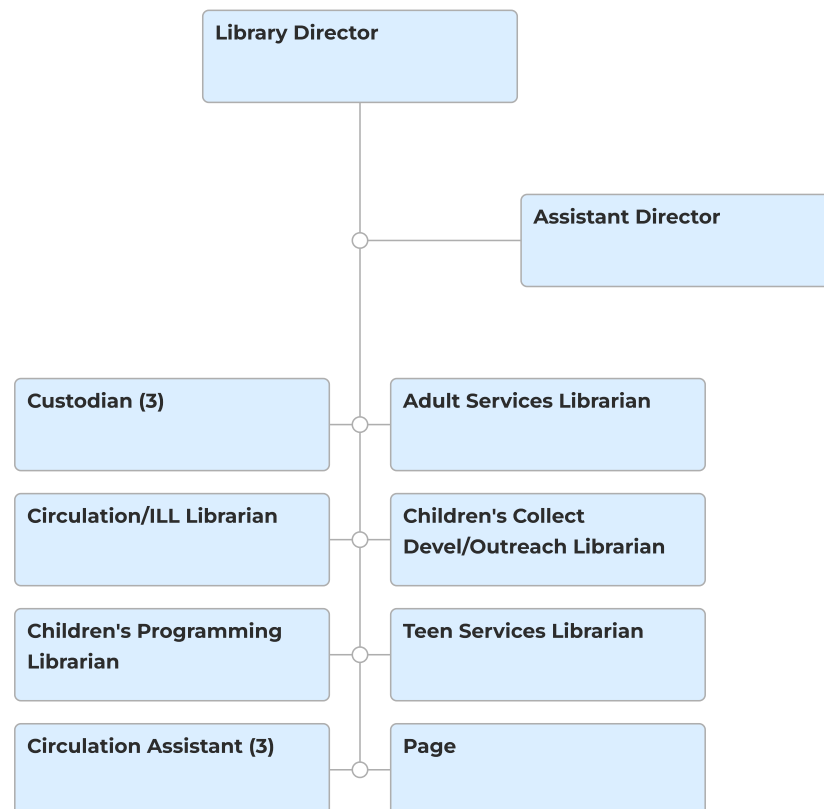 Library Director
Assistant Director
Custodian (3)
Adult Services Librarian
Circulation/ILL Librarian
Children's Collect
Devel/Outreach Librarian
Children's Programming
Librarian
Teen Services Librarian
Circulation Assistant (3)
Page